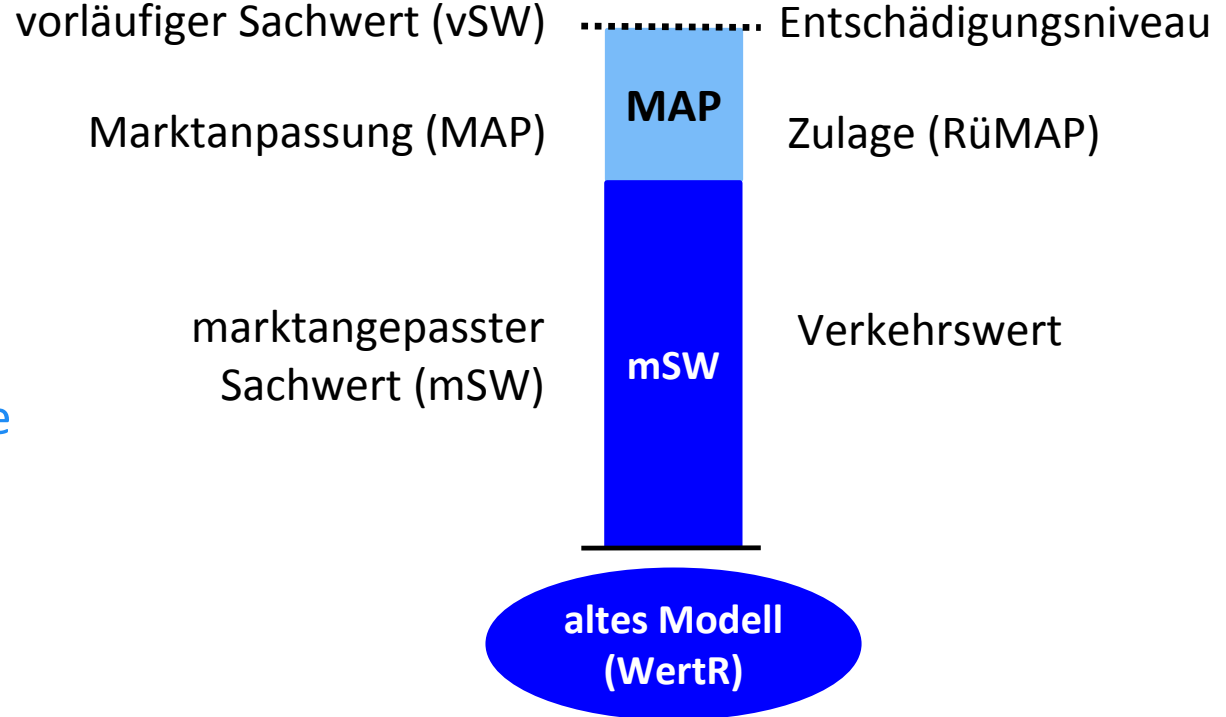 vorläufiger Sachwert (vSW)
Entschädigungsniveau
MAP
Marktanpassung (MAP)
Zulage (RüMAP)
marktangepasster
Sachwert (mSW)
mSW
Verkehrswert
e
altes Modell
(WertR)